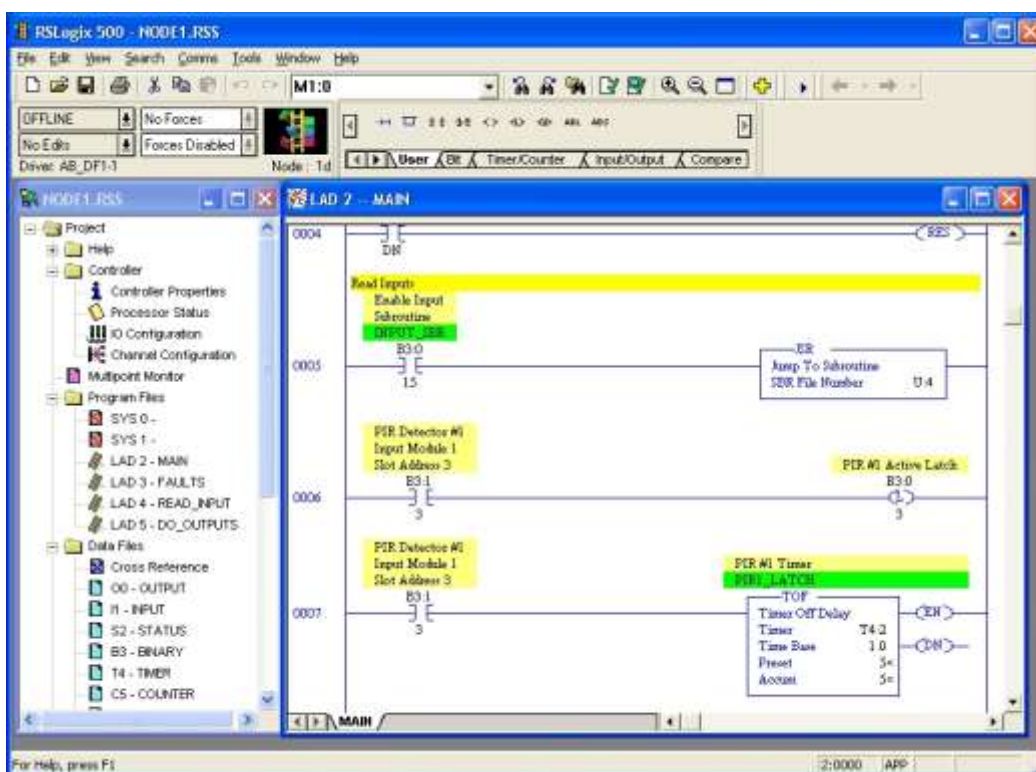 RSLogix 500 - NODE1.RSS
File Edit View Search Comms Tools Window Help
M1:0
OFFLINE No Forces
No Edits Forces Disabled
Driver: AB_DF1-1 Node : 1d
ABL
User Bit Timer/Counter Input/Output Compare
NODE1.RSS
Project
Help
Controller
Controller Properties
Processor Status
IO Configuration
Channel Configuration
Multipoint Monitor
Program Files
SYS 0 -
SYS 1 -
LAD 2 - MAIN
LAD 3 - FAULTS
LAD 4 - READ_INPUT
LAD 5 - DO_OUTPUTS
Data Files
Cross Reference
O0 - OUTPUT
I1 - INPUT
S2 - STATUS
B3 - BINARY
T4 - TIMER
C5 - COUNTER
LAD 2 -- MAIN
0004
DN
RES
Read Inputs
Enable Input
Subroutine
INPUT_SBR
B3:0
0005
15
Jump To Subroutine
SBR File Number U:4
PIR Detector #1
Input Module 1
Slot Address 3
B3:1
0006
3
PIR #1 Active Latch
B3:0
L
3
PIR Detector #1
Input Module 1
Slot Address 3
B3:1
0007
3
PIR #1 Timer
PIR1_LATCH
TOF
Timer Off Delay EN
Timer T4:2
Time Base 1.0 DN
Preset 5<
Accum 5<
MAIN
For Help, press F1
2:0000 APP